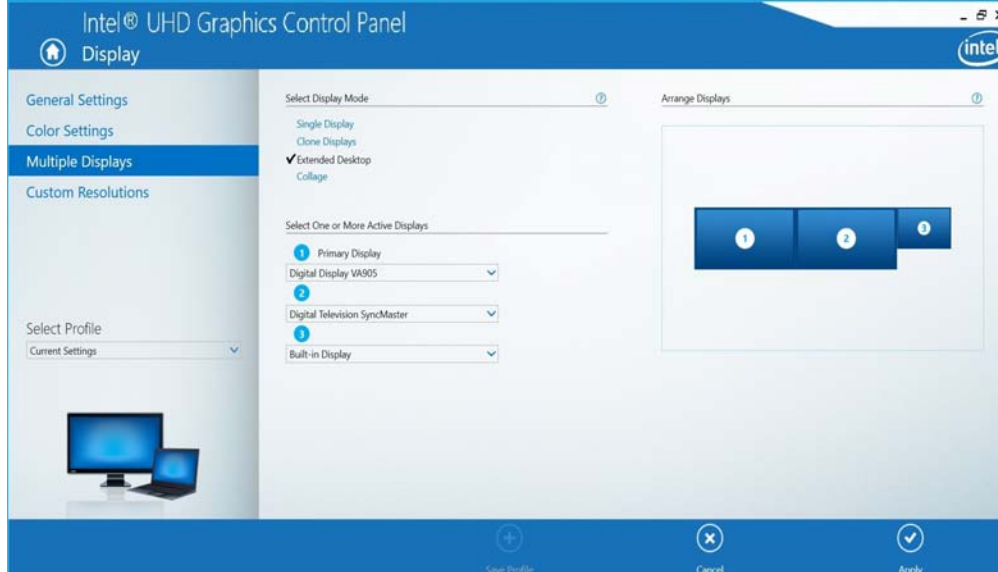 Intel® UHD Graphics Control Panel
Display
intel
General Settings
Color Settings
Multiple Displays
Custom Resolutions
Select Profile
Current Settings
Select Display Mode
Single Display
Clone Displays
Extended Desktop
Collage
Select One or More Active Displays
1 Primary Display
Digital Display VA905
2
Digital Television SyncMaster
3
Built-in Display
Arrange Displays
1 2 3
Save Profile
Cancel
Apply